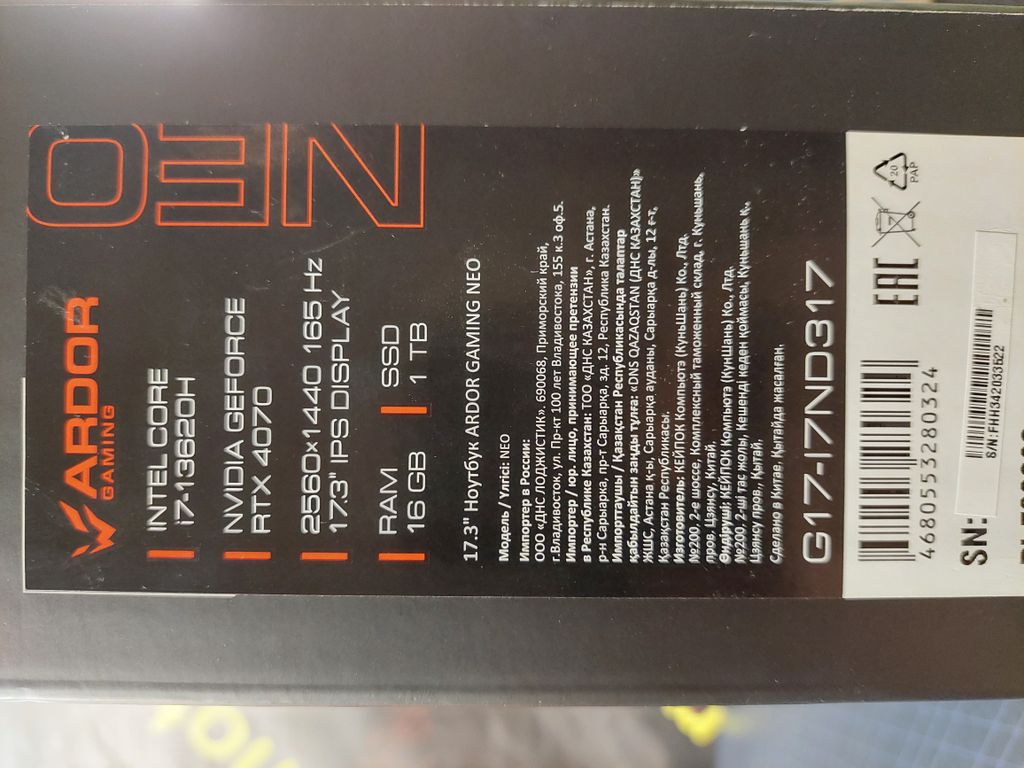 ARDOR
GAMING
NEO
INTEL CORE
i7-13620H
NVIDIA GEFORCE
RTX 4070
2560×1440 165 Hz
17.3" IPS DISPLAY
RAM
16 GB
SSD
1 TB
17.3" Ноутбук ARDOR GAMING NEO
Модель / Үлгісі: NEO
Импортер в России:
ООО «ДНС ЛОДЖИСТИК». 690068, Приморский край,
г. Владивосток, ул. Пр-кт 100 лет Владивостока, 155 к.3 оф.5.
Импортер / юр. лицо, принимающее претензии
в Республике Казахстан: ТОО «ДНС КАЗАХСТАН», г. Астана,
р-н Сарыарка, пр-т Сарыарка, зд. 12, Республика Казахстан.
Импорттаушы / Қазақстан Республикасында талаптар
қабылдайтын заңды тұлға: «DNS QAZAQSTAN (ДНС КАЗАХСТАН)»
ЖШС, Астана қ-ы, Сарыарка ауданы, Сарыарқа д-лы, 12 ғ-т,
Қазақстан Республикасы.
Изготовитель: КЕЙПОК Компьюта (КуньШань) Ко., Лтд.
№200, 2-е шоссе, Комплексный таможенный склад, г. Куньшань,
пров. Цзянсу, Китай.
Өндіруші: КЕЙПОК Компьюта (КунШань) Ко., Лтд.
№200, 2-ші тас жолы, Кешенді кеден қоймасы, Куньшань қ.,
Цзянсу пров., Қытай.
Сделано в Китае. Қытайда жасалған.
G17-I7ND317
4680553280324
EAC
20
PAP
SN:
8/N:FHH342033622